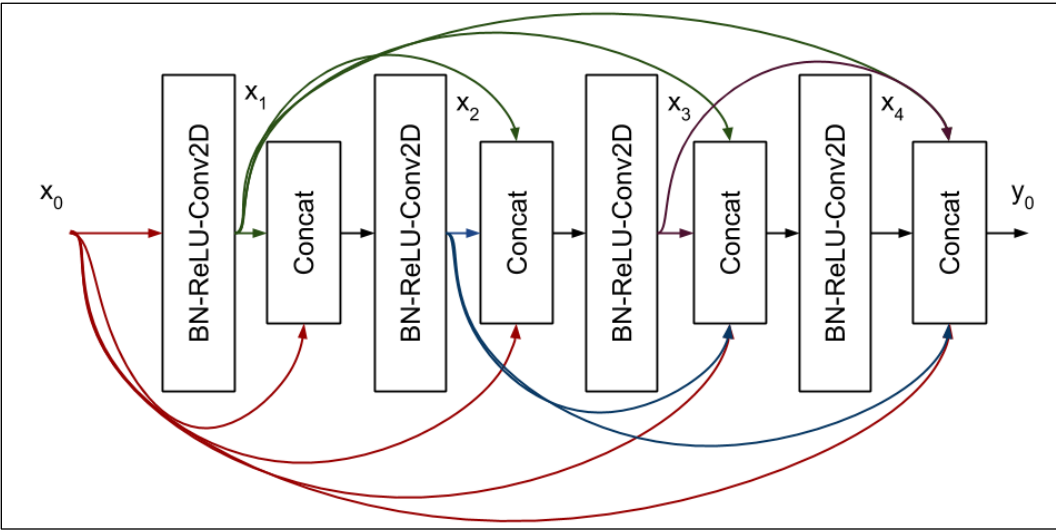 x0
BN-ReLU-Conv2D
x1
Concat
BN-ReLU-Conv2D
x2
Concat
BN-ReLU-Conv2D
x3
Concat
BN-ReLU-Conv2D
x4
Concat
y0